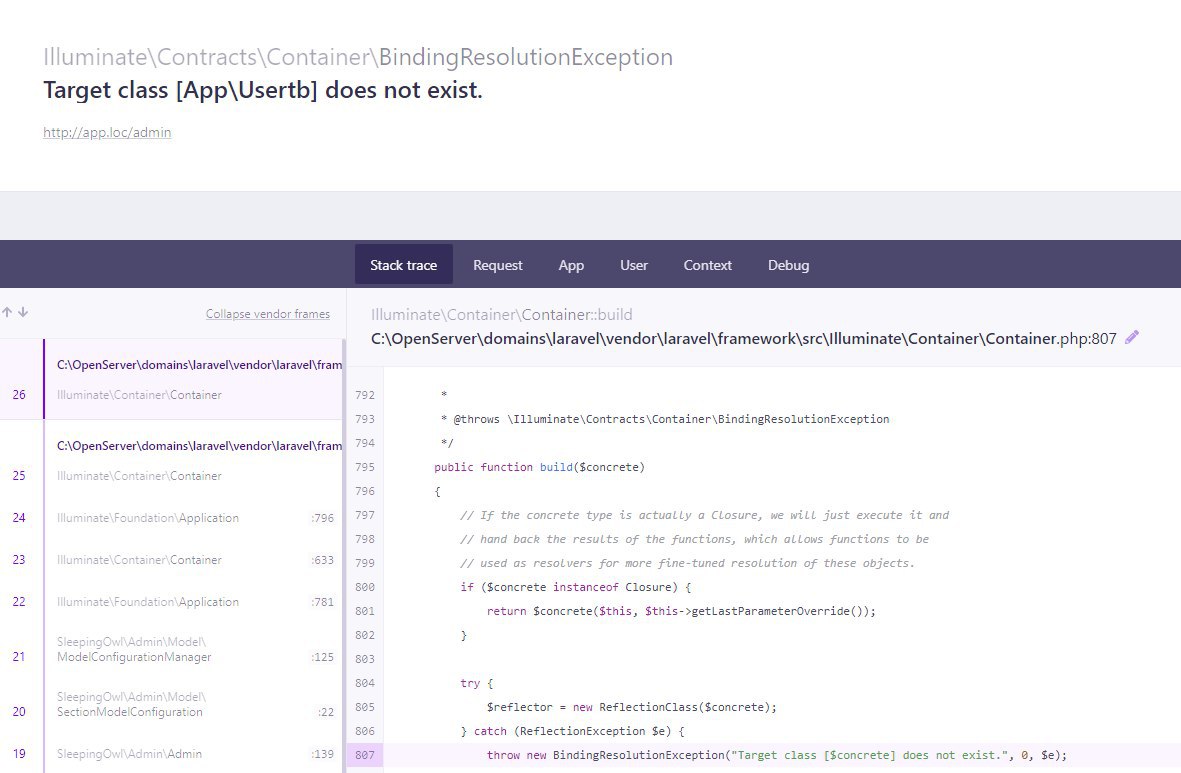 Illuminate\Contracts\Container\BindingResolutionException
Target class [App\Usertb] does not exist.
http://app.loc/admin
Stack trace Request App User Context Debug
Collapse vendor frames
C:\OpenServer\domains\laravel\vendor\laravel\fram
26 Illuminate\Container\Container
C:\OpenServer\domains\laravel\vendor\laravel\fram
25 Illuminate\Container\Container
24 Illuminate\Foundation\Application :796
23 Illuminate\Container\Container :633
22 Illuminate\Foundation\Application :781
SleepingOwl\Admin\Model\
21 ModelConfigurationManager :125
SleepingOwl\Admin\Model\
20 SectionModelConfiguration :22
19 SleepingOwl\Admin\Admin :139
Illuminate\Container\Container::build
C:\OpenServer\domains\laravel\vendor\laravel\framework\src\Illuminate\Container\Container.php:807
792 *
793 * @throws \Illuminate\Contracts\Container\BindingResolutionException
794 */
795 public function build($concrete)
796 {
797 // If the concrete type is actually a Closure, we will just execute it and
798 // hand back the results of the functions, which allows functions to be
799 // used as resolvers for more fine-tuned resolution of these objects.
800 if ($concrete instanceof Closure) {
801 return $concrete($this, $this->getLastParameterOverride());
802 }
803
804 try {
805 $reflector = new ReflectionClass($concrete);
806 } catch (ReflectionException $e) {
807 throw new BindingResolutionException("Target class [$concrete] does not exist.", 0, $e);